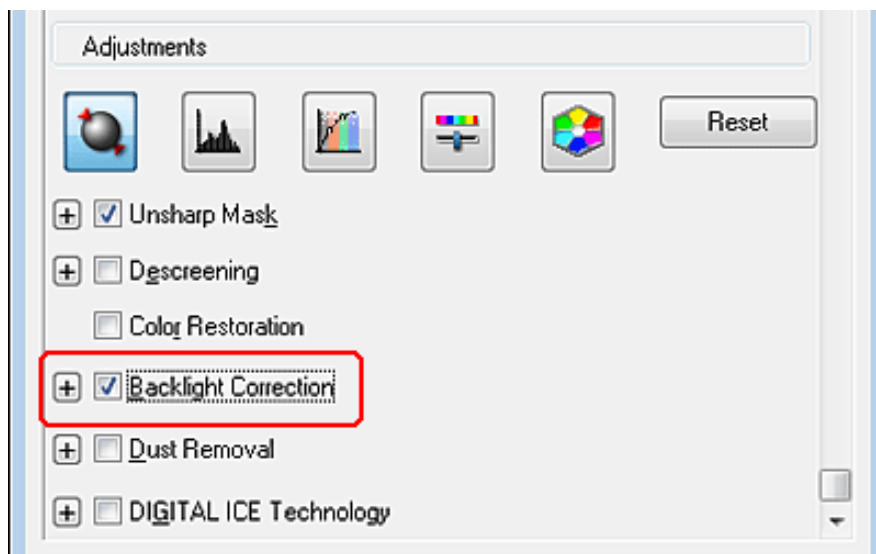 Adjustments
Reset
Unsharp Mask
Descreening
Color Restoration
Backlight Correction
Dust Removal
DIGITAL ICE Technology